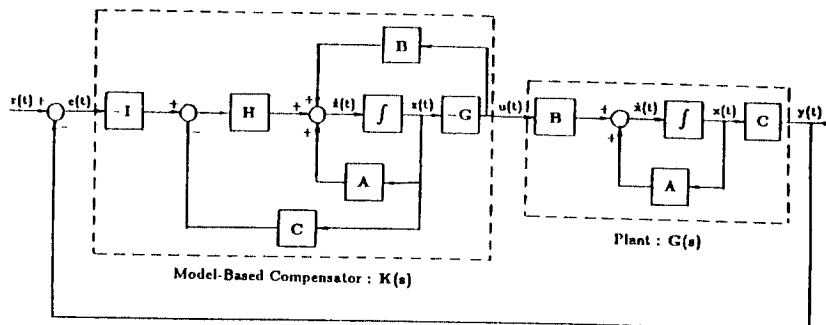 B
r(t) + e(t) -I + H + + ż(t) ∫ z(t) -G u(t) B + ẋ(t) ∫ x(t) C y(t)
- - + +
A A
C
Plant : G(s)
Model-Based Compensator : K(s)